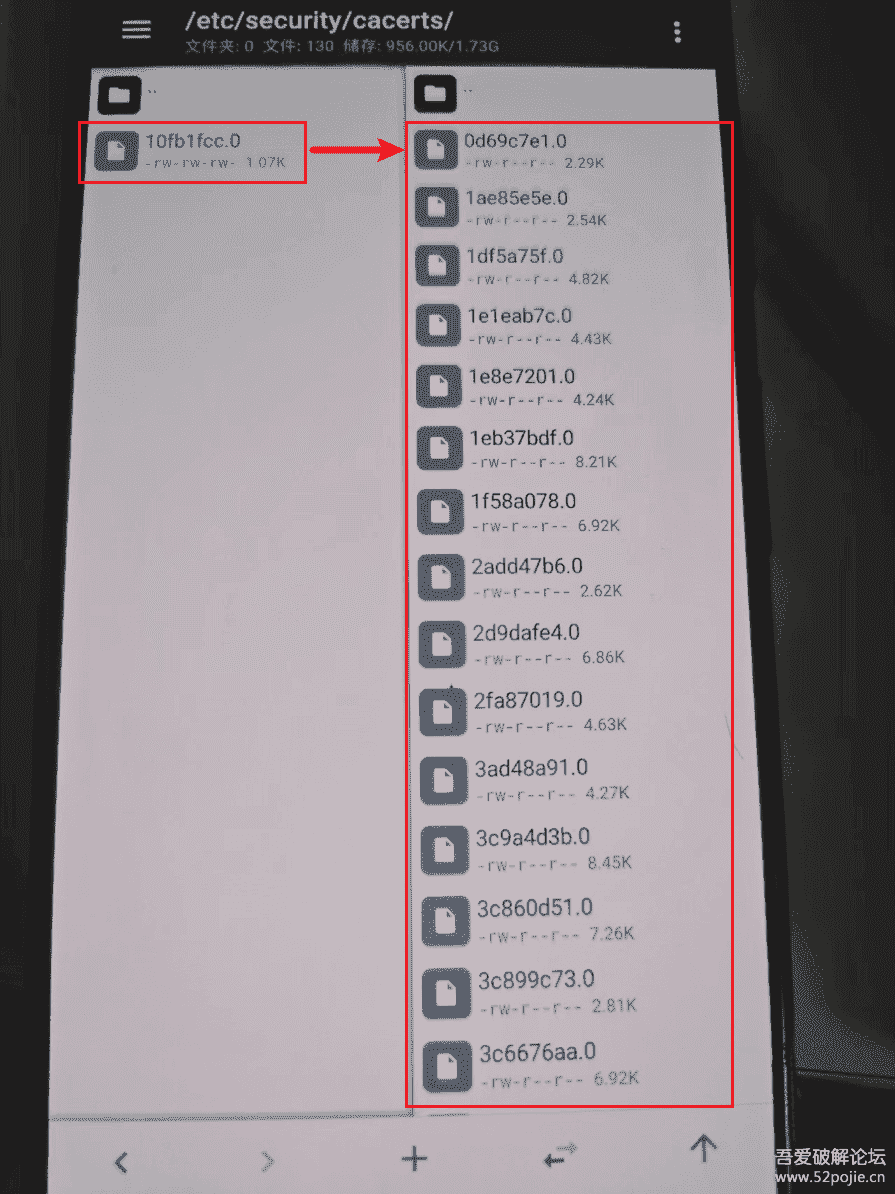 /etc/security/cacerts/
文件夹: 0 文件: 130 储存: 956.00K/1.73G
..
10fb1fcc.0
-rw-rw-rw- 1.07K
..
0d69c7e1.0
-rw-r--r-- 2.29K
1ae85e5e.0
-rw-r--r-- 2.54K
1df5a75f.0
-rw-r--r-- 4.82K
1e1eab7c.0
-rw-r--r-- 4.43K
1e8e7201.0
-rw-r--r-- 4.24K
1eb37bdf.0
-rw-r--r-- 8.21K
1f58a078.0
-rw-r--r-- 6.92K
2add47b6.0
-rw-r--r-- 2.62K
2d9dafe4.0
-rw-r--r-- 6.86K
2fa87019.0
-rw-r--r-- 4.63K
3ad48a91.0
-rw-r--r-- 4.27K
3c9a4d3b.0
-rw-r--r-- 8.45K
3c860d51.0
-rw-r--r-- 7.26K
3c899c73.0
-rw-r--r-- 2.81K
3c6676aa.0
-rw-r--r-- 6.92K
吾爱破解论坛
www.52pojie.cn